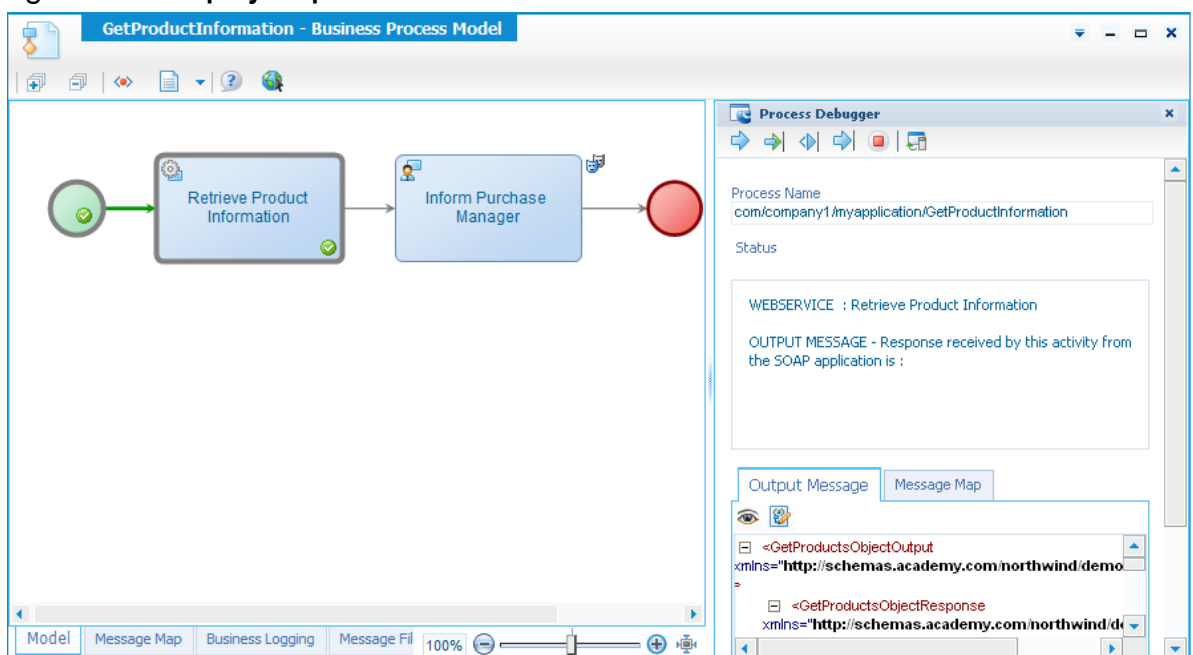 GetProductInformation - Business Process Model
Retrieve Product
Information
Inform Purchase
Manager
Model
Message Map
Business Logging
Message Fil
100%
Process Debugger
Process Name
com/company1/myapplication/GetProductInformation
Status
WEBSERVICE : Retrieve Product Information
OUTPUT MESSAGE - Response received by this activity from
the SOAP application is :
Output Message
Message Map
<GetProductsObjectOutput
xmlns="http://schemas.academy.com/northwind/demo
>
<GetProductsObjectResponse
xmlns="http://schemas.academy.com/northwind/de